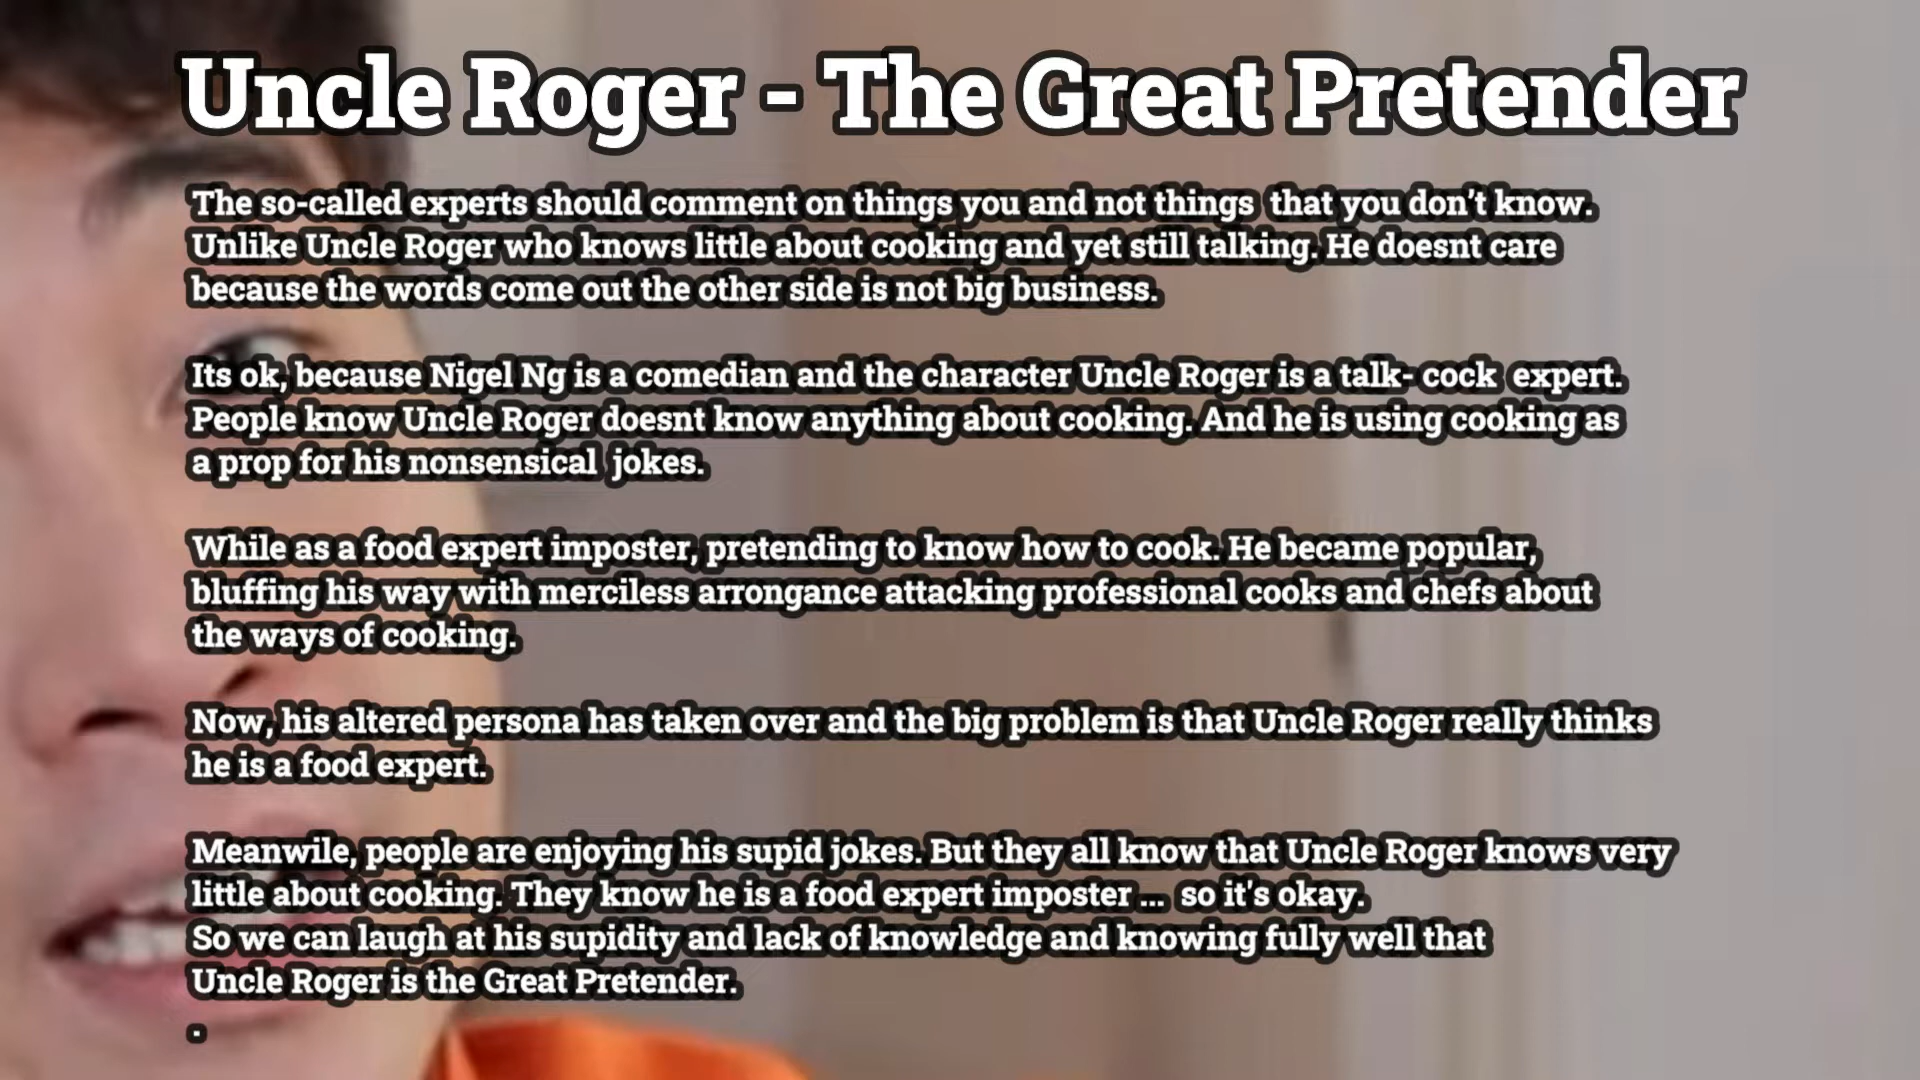 Uncle Roger - The Great Pretender
The so-called experts should comment on things you and not things that you don't know.
Unlike Uncle Roger who knows little about cooking and yet still talking. He doesnt care
because the words come out the other side is not big business.
Its ok, because Nigel Ng is a comedian and the character Uncle Roger is a talk- cock expert.
People know Uncle Roger doesnt know anything about cooking. And he is using cooking as
a prop for his nonsensical jokes.
While as a food expert imposter, pretending to know how to cook. He became popular,
bluffing his way with merciless arrongance attacking professional cooks and chefs about
the ways of cooking.
Now, his altered persona has taken over and the big problem is that Uncle Roger really thinks
he is a food expert.
Meanwile, people are enjoying his supid jokes. But they all know that Uncle Roger knows very
little about cooking. They know he is a food expert imposter ... so it's okay.
So we can laugh at his supidity and lack of knowledge and knowing fully well that
Uncle Roger is the Great Pretender.
.